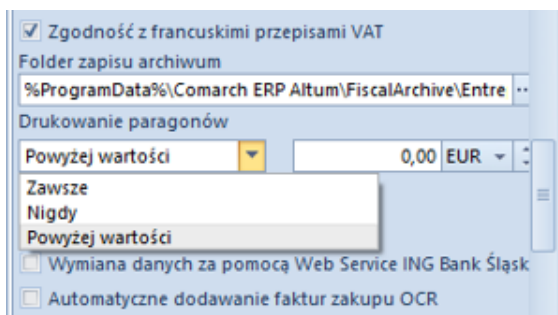 Zgodność z francuskimi przepisami VAT
Folder zapisu archiwum
%ProgramData%\Comarch ERP Altum\FiscalArchive\Entre ...
Drukowanie paragonów
Powyżej wartości 0,00 EUR
Zawsze
Nigdy
Powyżej wartości
Wymiana danych za pomocą Web Service ING Bank Śląsk
Automatyczne dodawanie faktur zakupu OCR